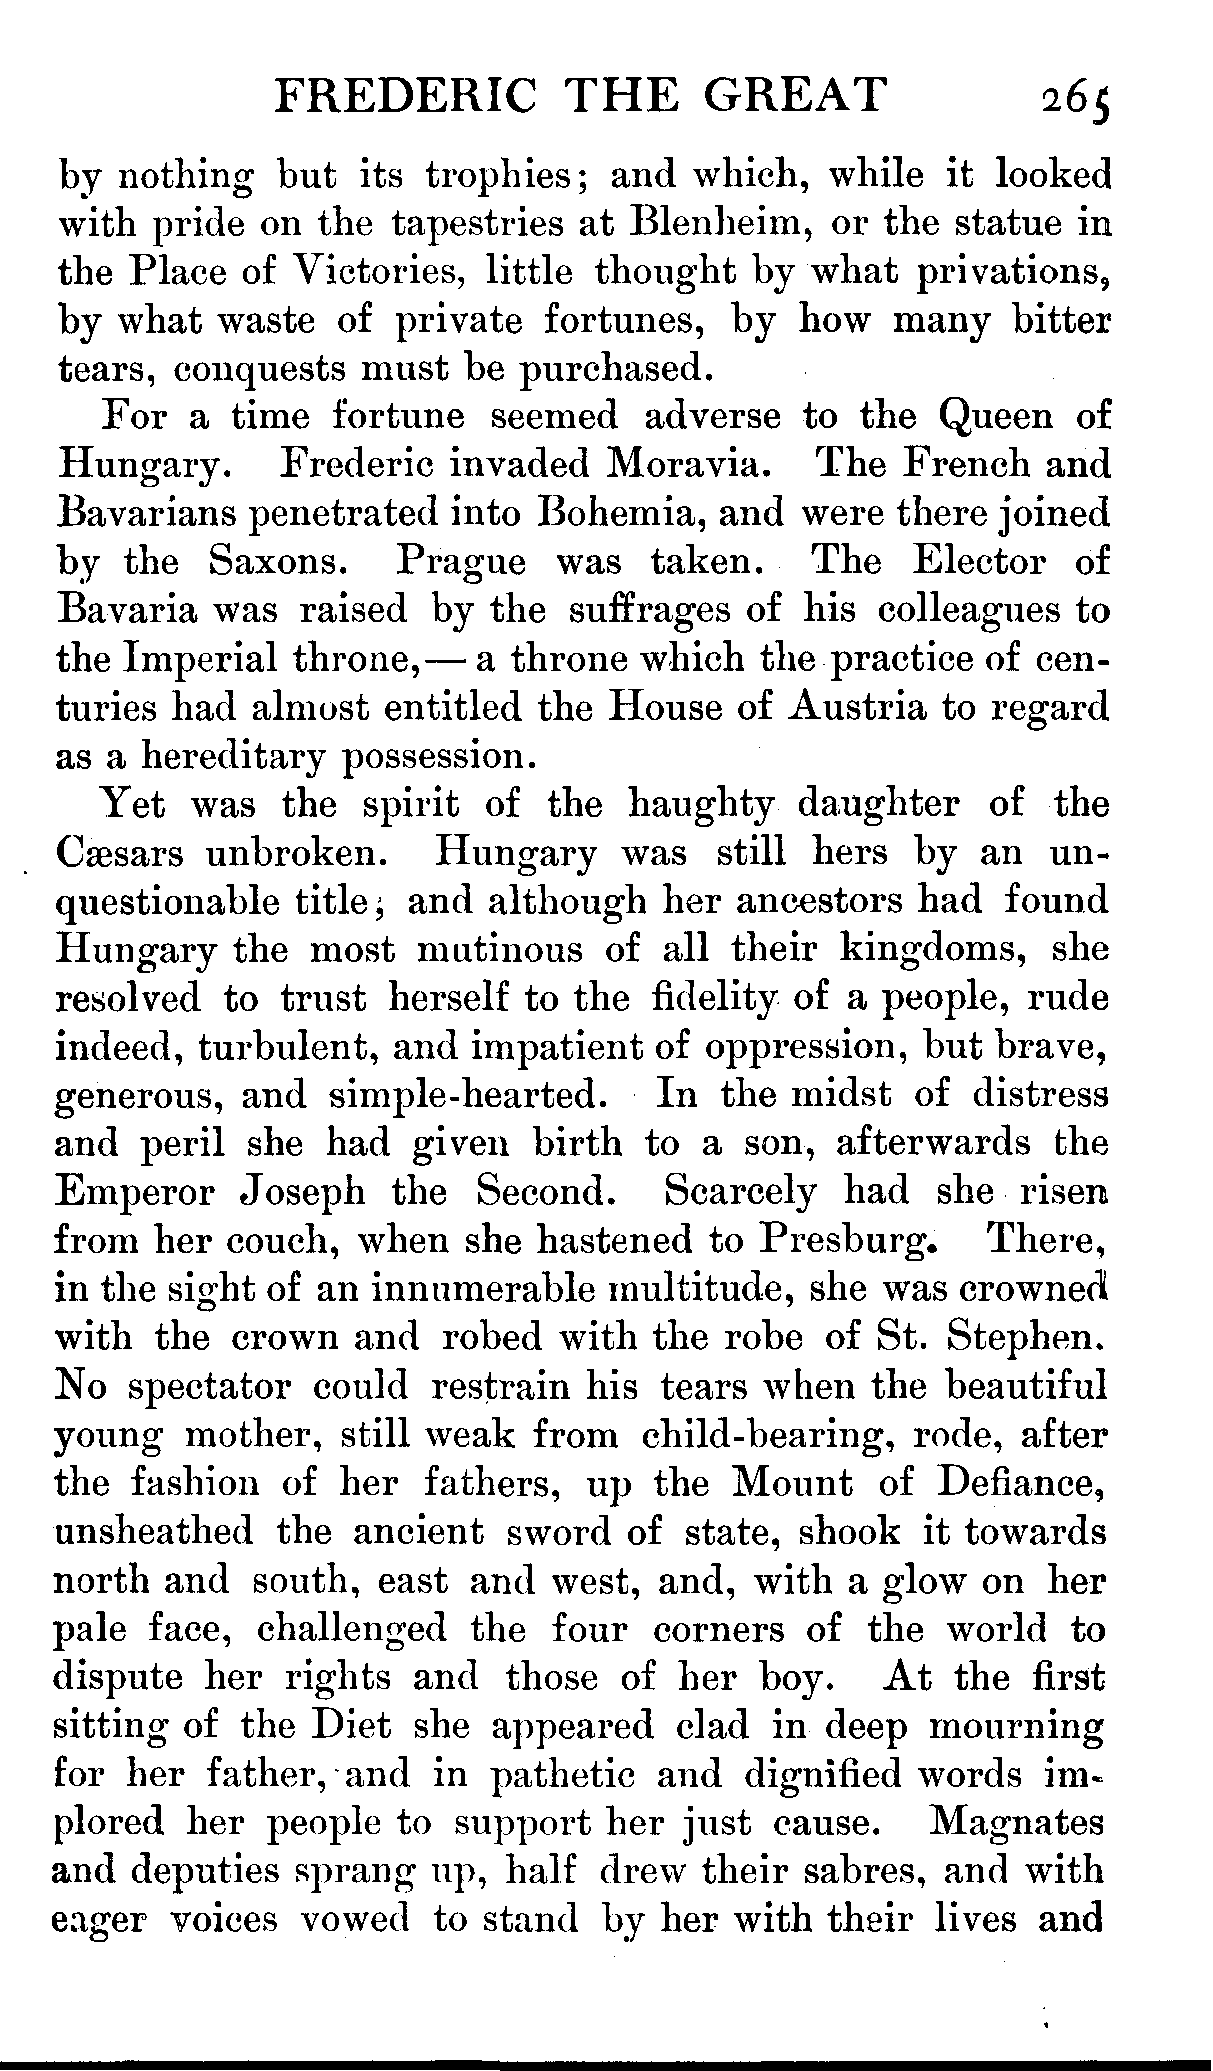 FREDERIC THE GREAT 265
by nothing but its trophies; and which, while it looked
with pride on the tapestries at Blenheim, or the statue in
the Place of Victories, little thought by what privations,
by what waste of private fortunes, by how many bitter
tears, conquests must be purchased.
For a time fortune seemed adverse to the Queen of
Hungary. Frederic invaded Moravia. The French and
Bavarians penetrated into Bohemia, and were there joined
by the Saxons. Prague was taken. The Elector of
Bavaria was raised by the suffrages of his colleagues to
the Imperial throne,— a throne which the practice of cen-
turies had almost entitled the House of Austria to regard
as a hereditary possession.
Yet was the spirit of the haughty daughter of the
Cæsars unbroken. Hungary was still hers by an un-
questionable title; and although her ancestors had found
Hungary the most mutinous of all their kingdoms, she
resolved to trust herself to the fidelity of a people, rude
indeed, turbulent, and impatient of oppression, but brave,
generous, and simple-hearted. In the midst of distress
and peril she had given birth to a son, afterwards the
Emperor Joseph the Second. Scarcely had she risen
from her couch, when she hastened to Presburg. There,
in the sight of an innumerable multitude, she was crowned
with the crown and robed with the robe of St. Stephen.
No spectator could restrain his tears when the beautiful
young mother, still weak from child-bearing, rode, after
the fashion of her fathers, up the Mount of Defiance,
unsheathed the ancient sword of state, shook it towards
north and south, east and west, and, with a glow on her
pale face, challenged the four corners of the world to
dispute her rights and those of her boy. At the first
sitting of the Diet she appeared clad in deep mourning
for her father, and in pathetic and dignified words im-
plored her people to support her just cause. Magnates
and deputies sprang up, half drew their sabres, and with
eager voices vowed to stand by her with their lives and